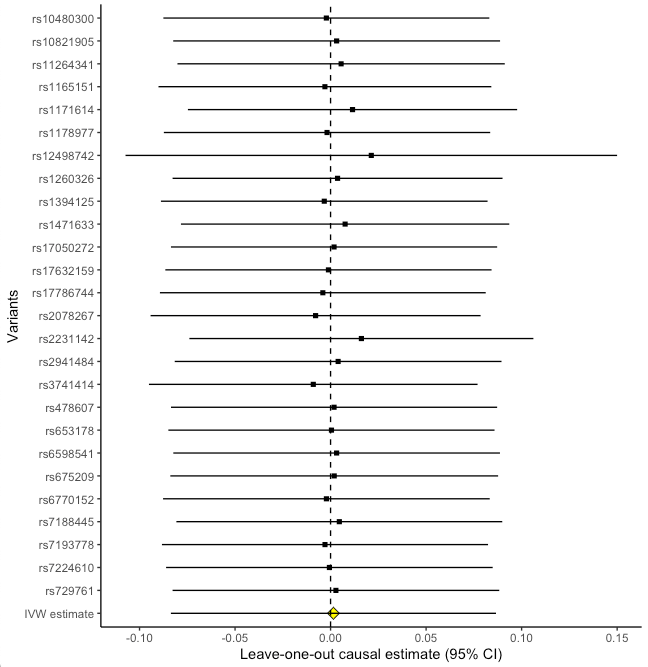 rs10480300
rs10821905
rs11264341
rs1165151
rs1171614
rs1178977
rs12498742
rs1260326
rs1394125
rs1471633
rs17050272
rs17632159
rs17786744
rs2078267
rs2231142
rs2941484
rs3741414
rs478607
rs653178
rs6598541
rs675209
rs6770152
rs7188445
rs7193778
rs7224610
rs729761
IVW estimate
Variants
-0.10 -0.05 0.00 0.05 0.10 0.15
Leave-one-out causal estimate (95% CI)